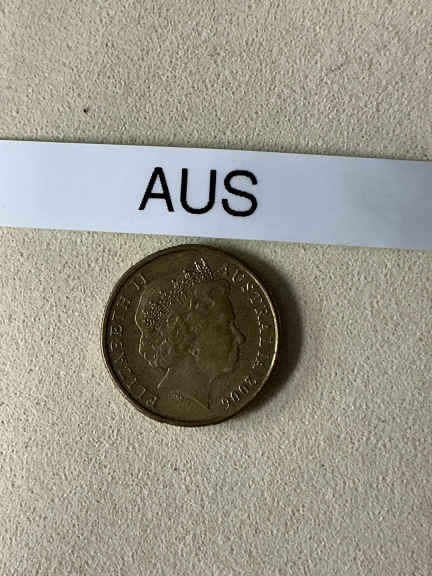 AUS
ELIZABETH II AUSTRALIA 2006